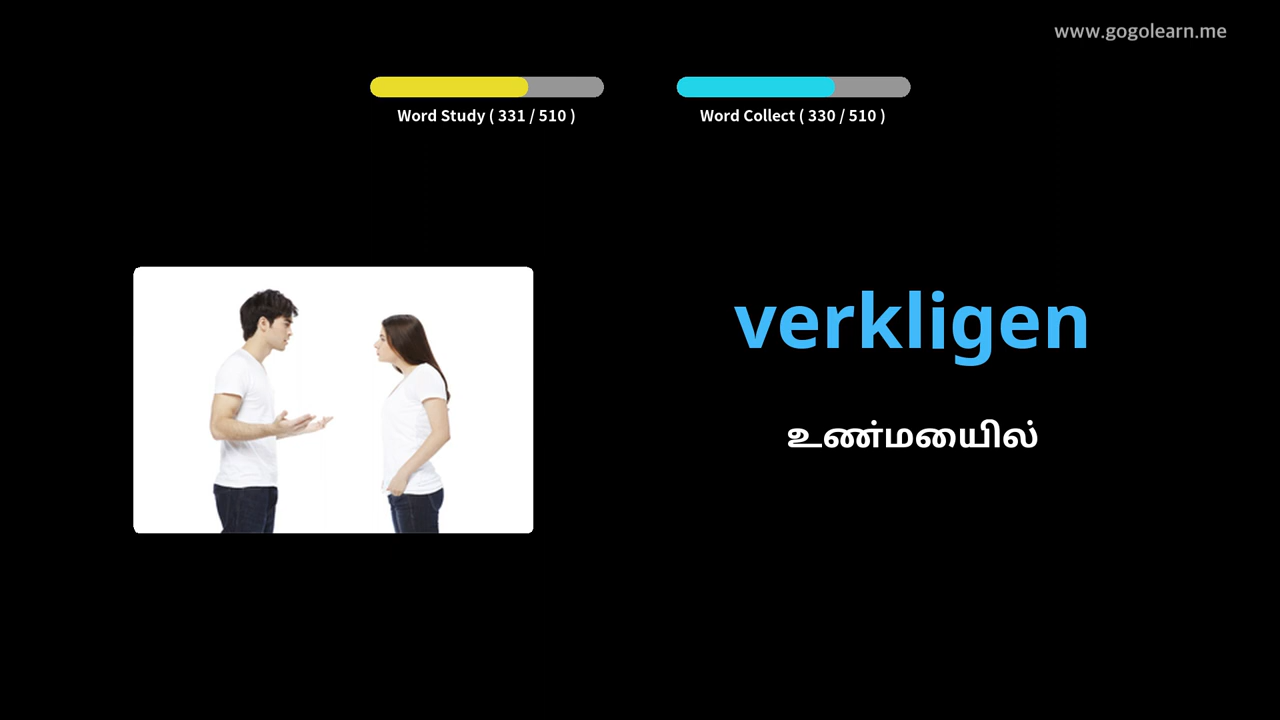 www.gogolearn.me
Word Study ( 331 / 510 )
Word Collect ( 330 / 510 )
verkligen
உண்மையில்